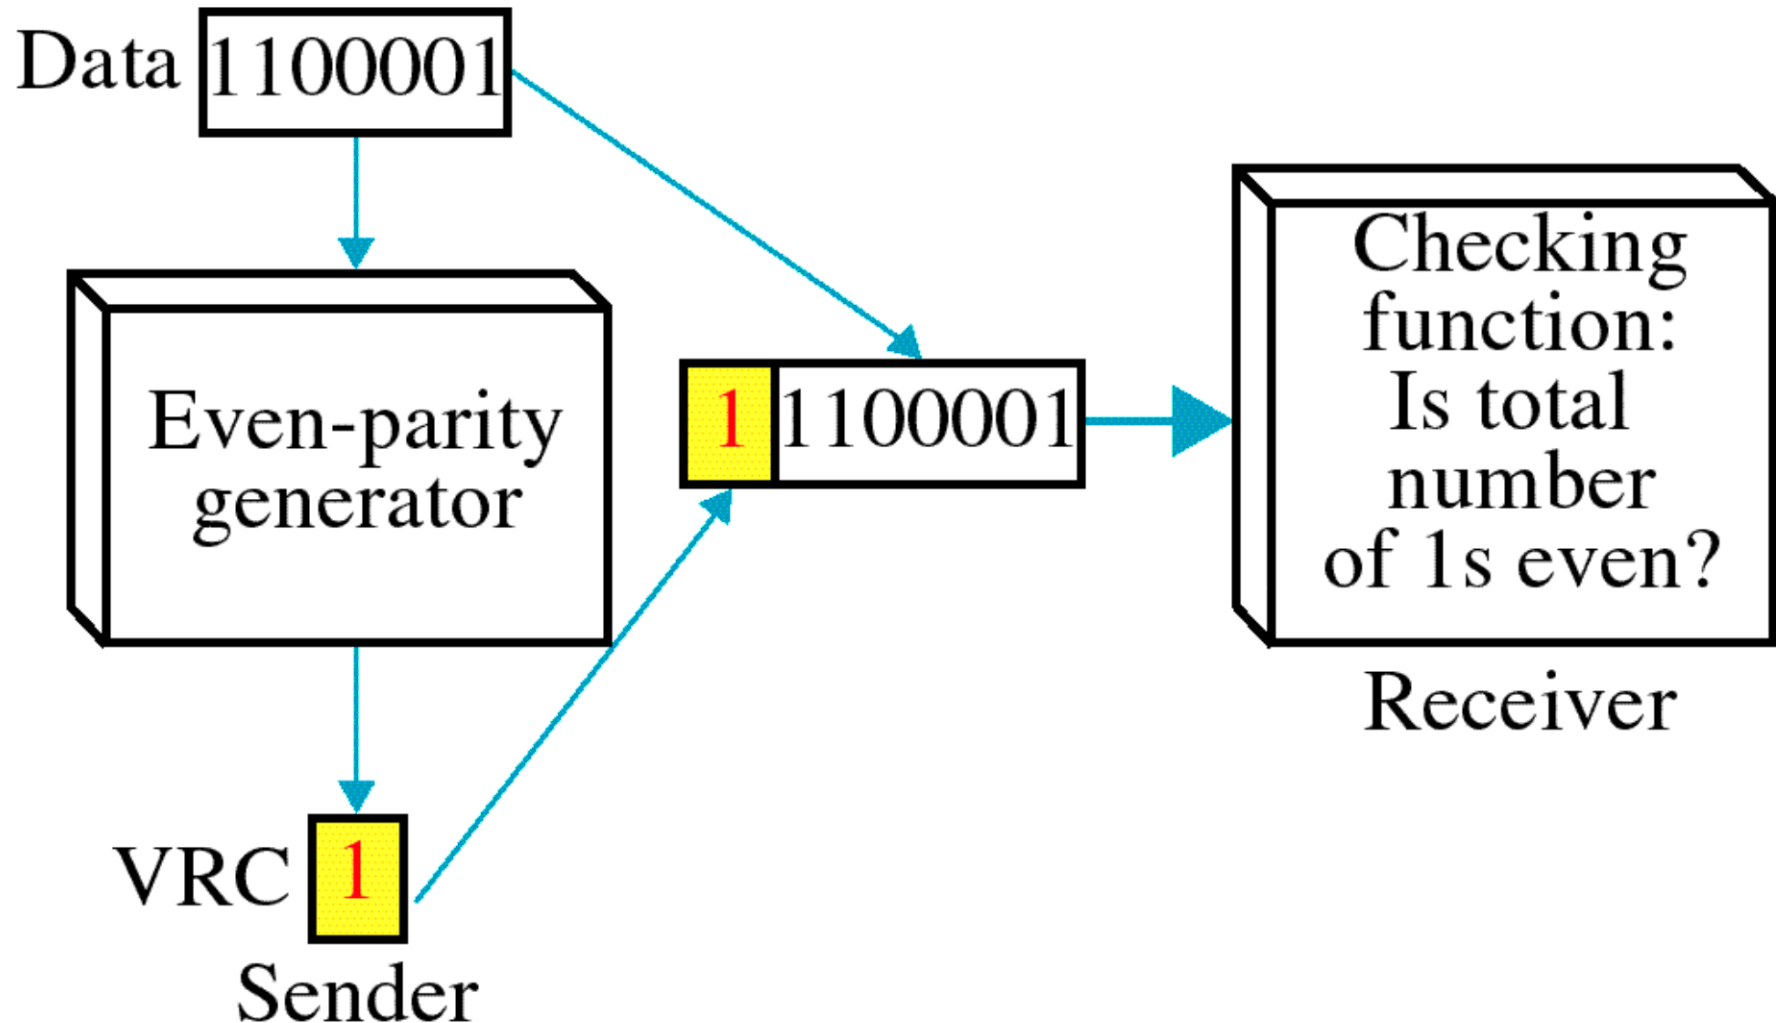 Data 1100001
Even-parity
generator
VRC 1
Sender
1 1100001
Checking
function:
Is total
number
of 1s even?
Receiver